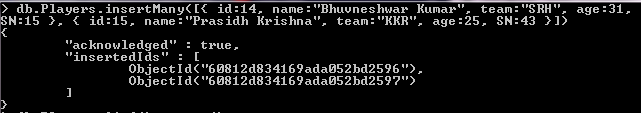 > db.Players.insertMany([{ id:14, name:"Bhuvneshwar Kumar", team:"SRH", age:31,
SN:15 }, { id:15, name:"Prasidh Krishna", team:"KKR", age:25, SN:43 }])
{
        "acknowledged" : true,
        "insertedIds" : [
                ObjectId("60812d834169ada052bd2596"),
                ObjectId("60812d834169ada052bd2597")
        ]
}